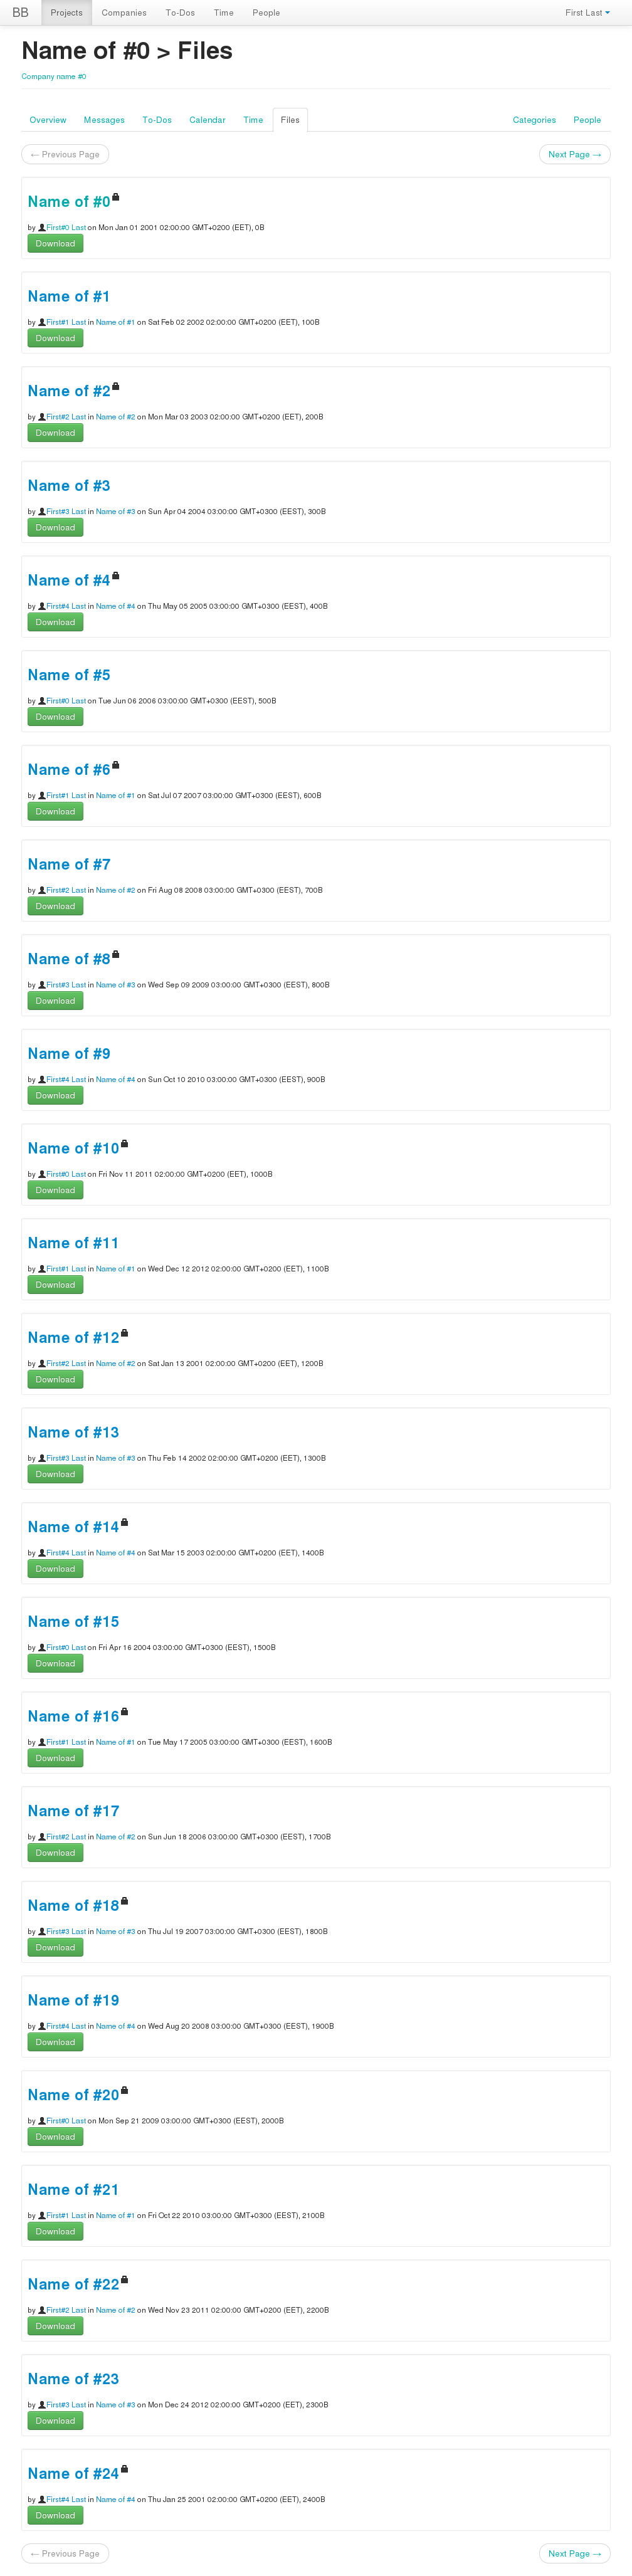 BB Projects Companies To-Dos Time People First Last
Name of #0 > Files
Company name #0
Overview Messages To-Dos Calendar Time Files Categories People
← Previous Page Next Page →
Name of #0
by First#0 Last on Mon Jan 01 2001 02:00:00 GMT+0200 (EET), 0B
Download
Name of #1
by First#1 Last in Name of #1 on Sat Feb 02 2002 02:00:00 GMT+0200 (EET), 100B
Download
Name of #2
by First#2 Last in Name of #2 on Mon Mar 03 2003 02:00:00 GMT+0200 (EET), 200B
Download
Name of #3
by First#3 Last in Name of #3 on Sun Apr 04 2004 03:00:00 GMT+0300 (EEST), 300B
Download
Name of #4
by First#4 Last in Name of #4 on Thu May 05 2005 03:00:00 GMT+0300 (EEST), 400B
Download
Name of #5
by First#0 Last on Tue Jun 06 2006 03:00:00 GMT+0300 (EEST), 500B
Download
Name of #6
by First#1 Last in Name of #1 on Sat Jul 07 2007 03:00:00 GMT+0300 (EEST), 600B
Download
Name of #7
by First#2 Last in Name of #2 on Fri Aug 08 2008 03:00:00 GMT+0300 (EEST), 700B
Download
Name of #8
by First#3 Last in Name of #3 on Wed Sep 09 2009 03:00:00 GMT+0300 (EEST), 800B
Download
Name of #9
by First#4 Last in Name of #4 on Sun Oct 10 2010 03:00:00 GMT+0300 (EEST), 900B
Download
Name of #10
by First#0 Last on Fri Nov 11 2011 02:00:00 GMT+0200 (EET), 1000B
Download
Name of #11
by First#1 Last in Name of #1 on Wed Dec 12 2012 02:00:00 GMT+0200 (EET), 1100B
Download
Name of #12
by First#2 Last in Name of #2 on Sat Jan 13 2001 02:00:00 GMT+0200 (EET), 1200B
Download
Name of #13
by First#3 Last in Name of #3 on Thu Feb 14 2002 02:00:00 GMT+0200 (EET), 1300B
Download
Name of #14
by First#4 Last in Name of #4 on Sat Mar 15 2003 02:00:00 GMT+0200 (EET), 1400B
Download
Name of #15
by First#0 Last on Fri Apr 16 2004 03:00:00 GMT+0300 (EEST), 1500B
Download
Name of #16
by First#1 Last in Name of #1 on Tue May 17 2005 03:00:00 GMT+0300 (EEST), 1600B
Download
Name of #17
by First#2 Last in Name of #2 on Sun Jun 18 2006 03:00:00 GMT+0300 (EEST), 1700B
Download
Name of #18
by First#3 Last in Name of #3 on Thu Jul 19 2007 03:00:00 GMT+0300 (EEST), 1800B
Download
Name of #19
by First#4 Last in Name of #4 on Wed Aug 20 2008 03:00:00 GMT+0300 (EEST), 1900B
Download
Name of #20
by First#0 Last on Mon Sep 21 2009 03:00:00 GMT+0300 (EEST), 2000B
Download
Name of #21
by First#1 Last in Name of #1 on Fri Oct 22 2010 03:00:00 GMT+0300 (EEST), 2100B
Download
Name of #22
by First#2 Last in Name of #2 on Wed Nov 23 2011 02:00:00 GMT+0200 (EET), 2200B
Download
Name of #23
by First#3 Last in Name of #3 on Mon Dec 24 2012 02:00:00 GMT+0200 (EET), 2300B
Download
Name of #24
by First#4 Last in Name of #4 on Thu Jan 25 2001 02:00:00 GMT+0200 (EET), 2400B
Download
← Previous Page Next Page →